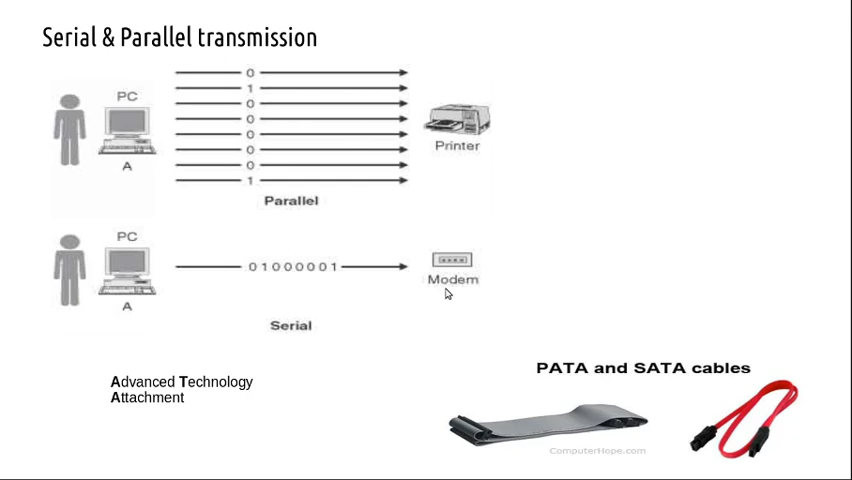 Serial & Parallel transmission
0
1
PC
0
0
0
Printer
0
A
0
1
Parallel
PC
0 1 0 0 0 0 0 1
Modem
A
Serial
PATA and SATA cables
Advanced Technology
Attachment
ComputerHope.com